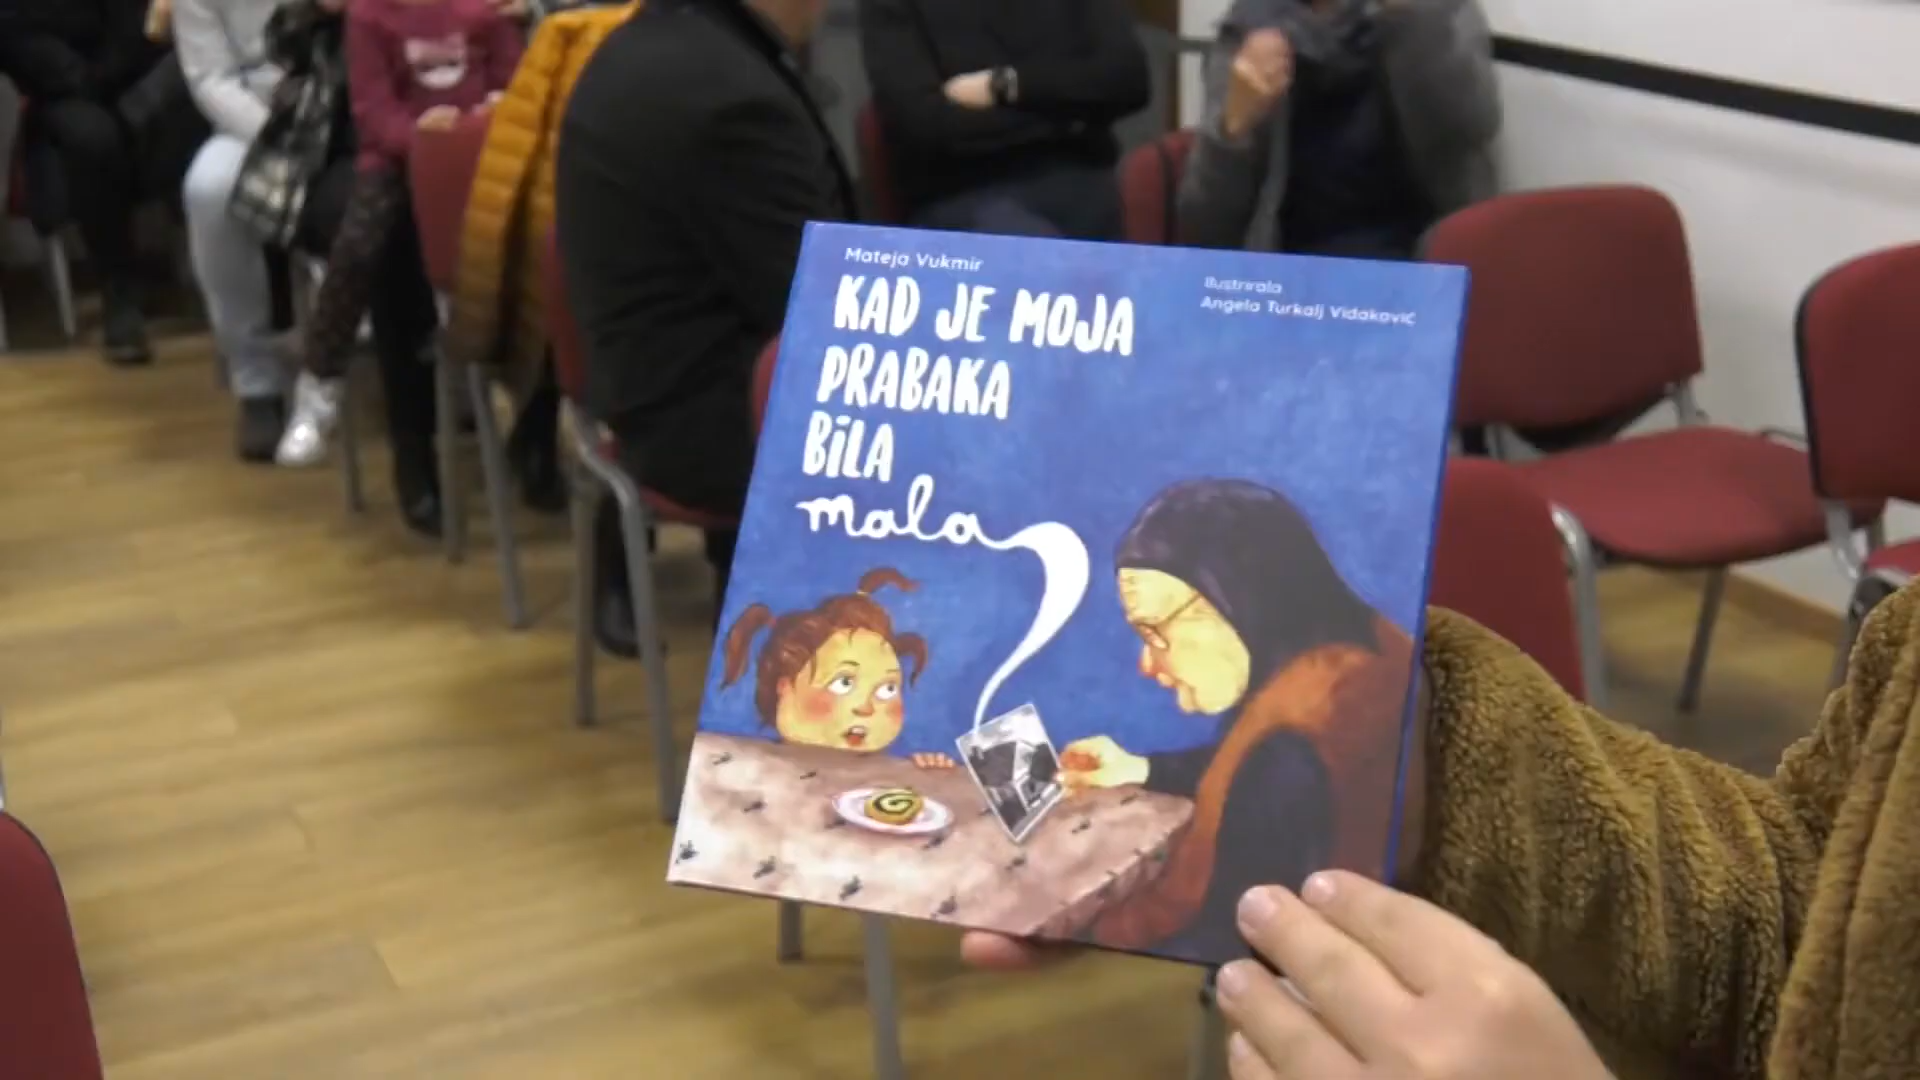 Mateja Vukmir
KAD JE MOJA
PRABAKA
BiLA
mala
Ilustrirala
Angela Turkalj Vidaković